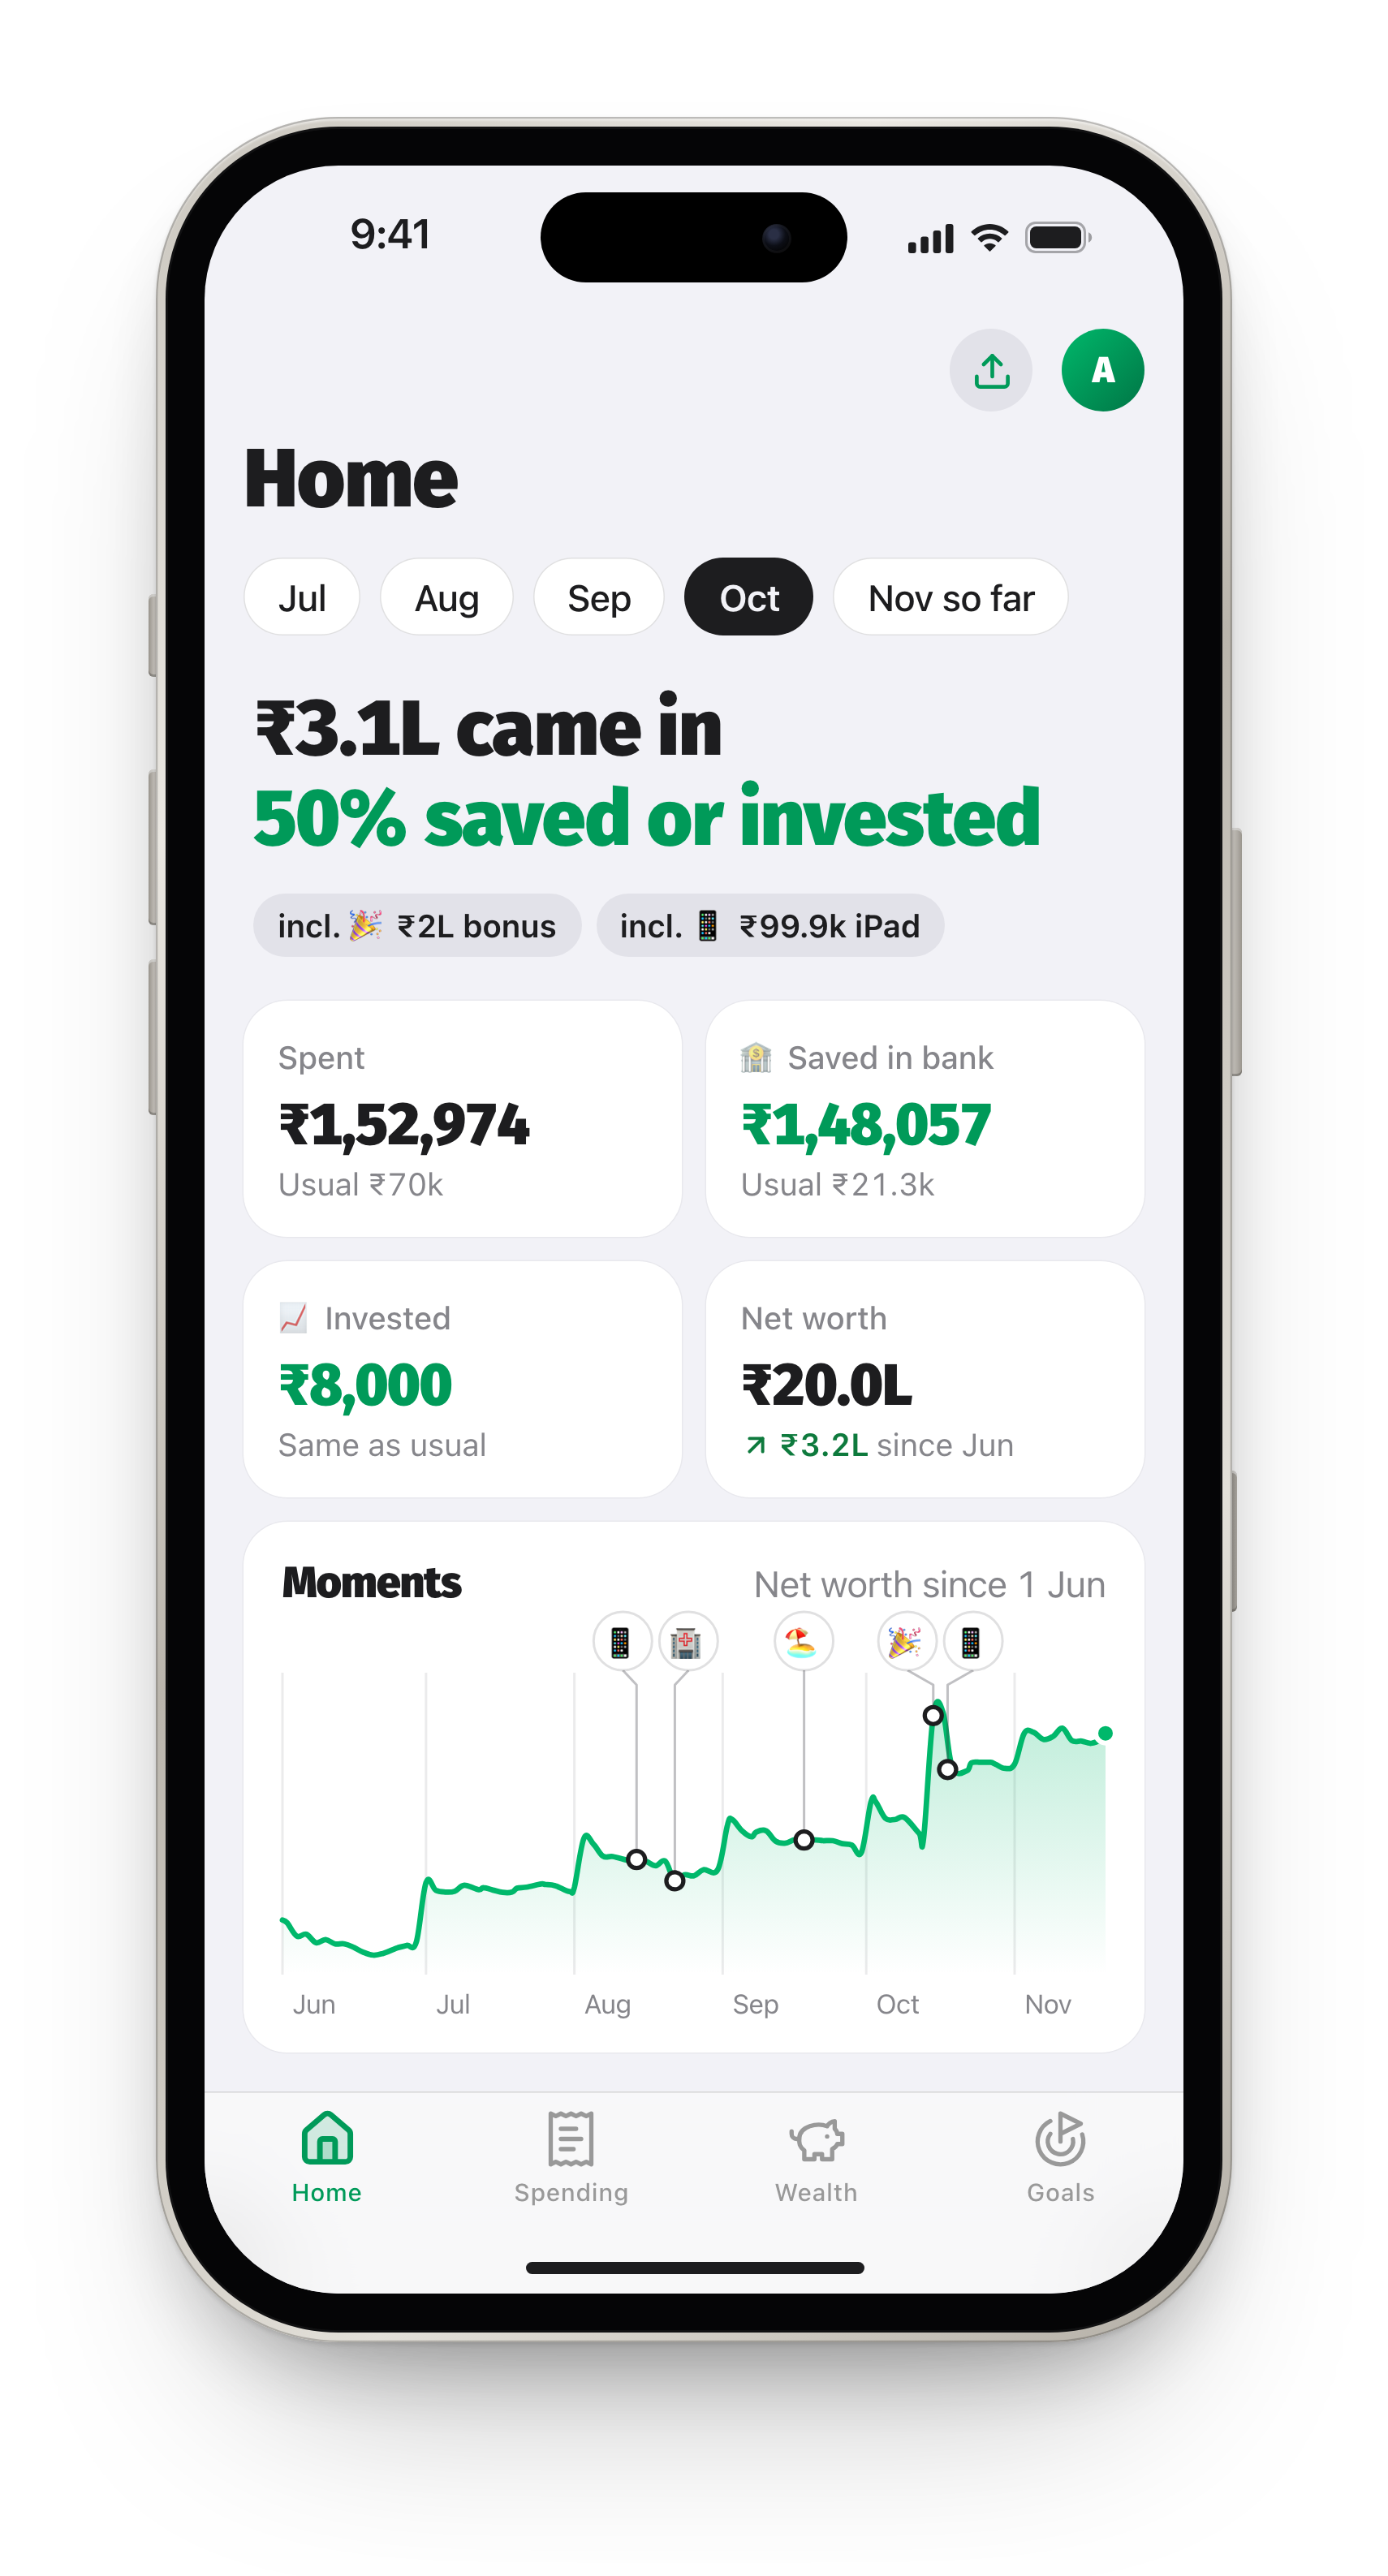 9:41
A
Home
Jul Aug Sep Oct Nov so far
₹3.1L came in
50% saved or invested
incl. 🎉 ₹2L bonus incl. 📱 ₹99.9k iPad
Spent
₹1,52,974
Usual ₹70k
🏦 Saved in bank
₹1,48,057
Usual ₹21.3k
📈 Invested
₹8,000
Same as usual
Net worth
₹20.0L
↗ ₹3.2L since Jun
Moments
Net worth since 1 Jun
Jun Jul Aug Sep Oct Nov
Home Spending Wealth Goals